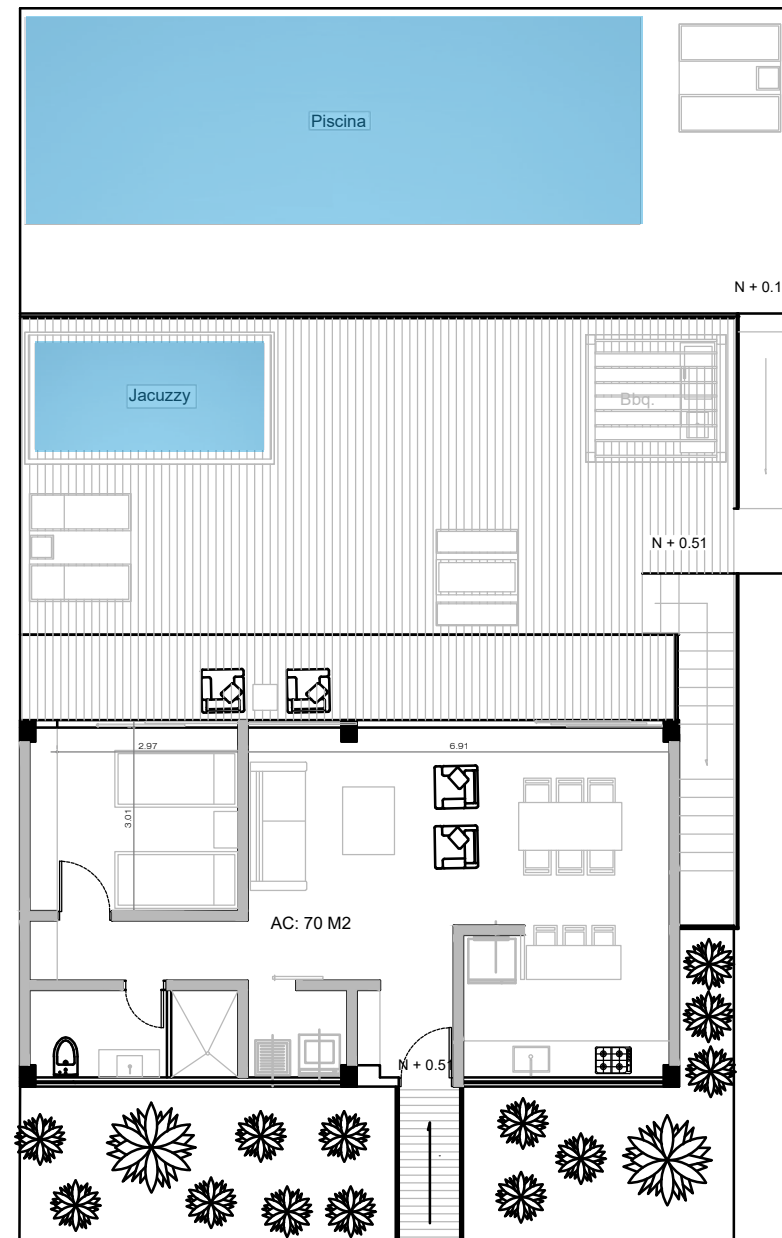 Piscina
N + 0.1
Jacuzzy
Bbq.
N + 0.51
2.97
6.91
3.01
AC: 70 M2
N + 0.51